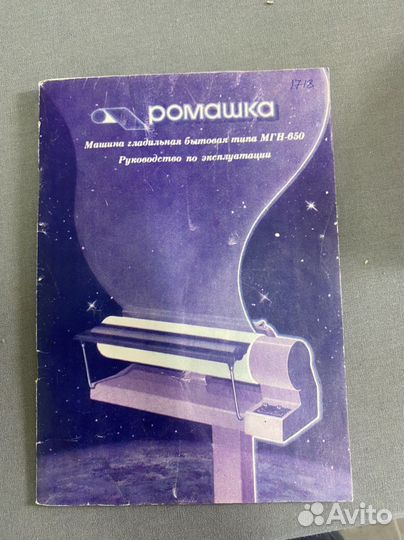 1713
ромашка
Машина гладильная бытовая типа МГН-650
Руководство по эксплуатации
Avito